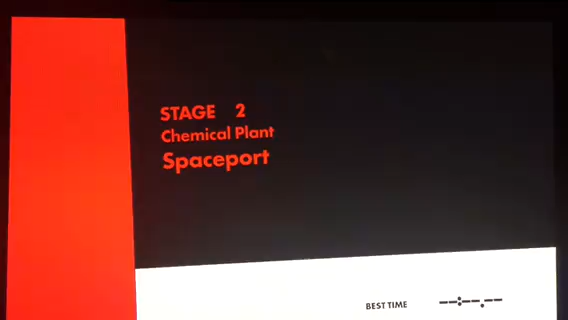 STAGE 2
Chemical Plant
Spaceport
BEST TIME --:--.--